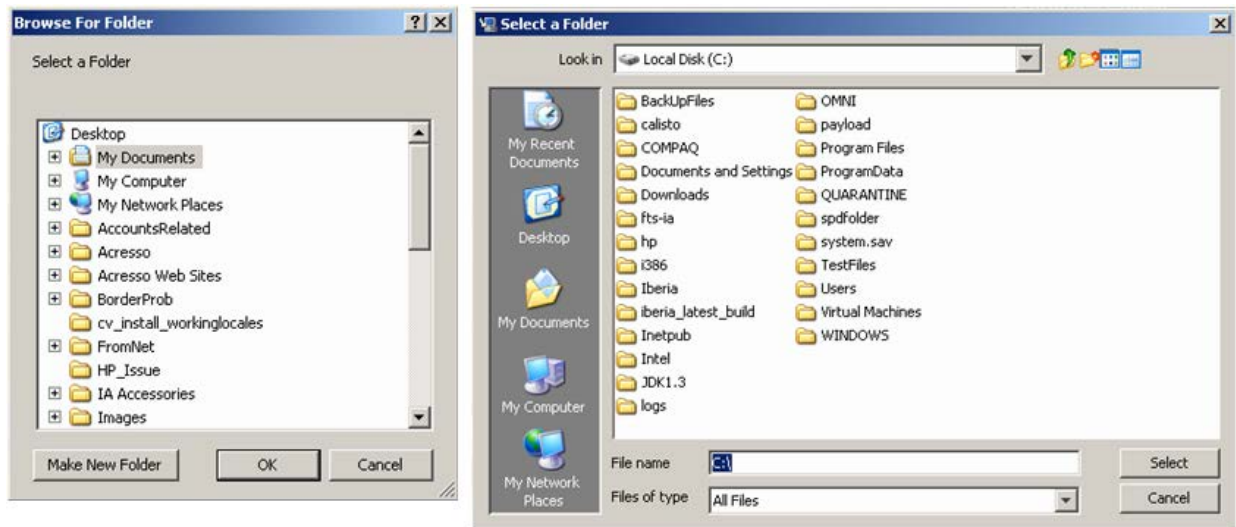 Browse For Folder
Select a Folder
Desktop
My Documents
My Computer
My Network Places
AccountsRelated
Acresso
Acresso Web Sites
BorderProb
cv_install_workinglocales
FromNet
HP_Issue
IA Accessories
Images
Make New Folder
OK
Cancel
Select a Folder
Look in
Local Disk (C:)
My Recent
Documents
Desktop
My Documents
My Computer
My Network
Places
BackUpFiles
calisto
COMPAQ
Documents and Settings
Downloads
fts-ia
hp
i386
Iberia
iberia_latest_build
Inetpub
Intel
JDK1.3
logs
OMNI
payload
Program Files
ProgramData
QUARANTINE
spdfolder
system.sav
TestFiles
Users
Virtual Machines
WINDOWS
File name
C:\
Select
Files of type
All Files
Cancel